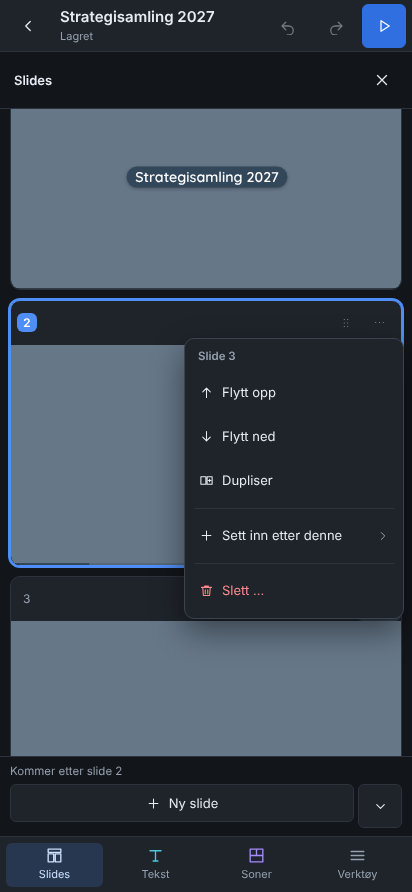 Strategisamling 2027
Lagret
Slides
Strategisamling 2027
2
Slide 3
Flytt opp
Flytt ned
Dupliser
Sett inn etter denne
Slett ...
3
Kommer etter slide 2
Ny slide
Slides
Tekst
Soner
Verktøy